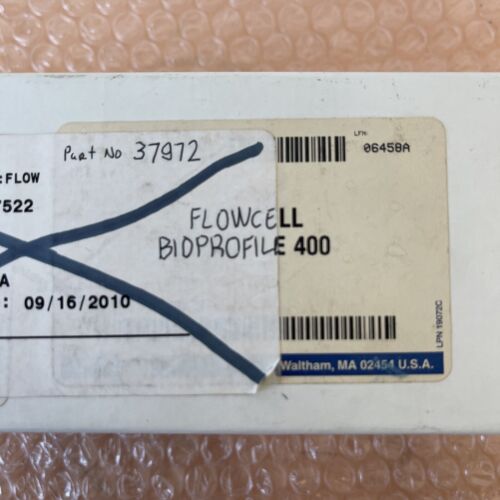 Part No 37972
LFN:
06458A
:FLOW
7522
FLOWCELL
BIOPROFILE 400
A
: 09/16/2010
LPN 19072C
Waltham, MA 02454 U.S.A.